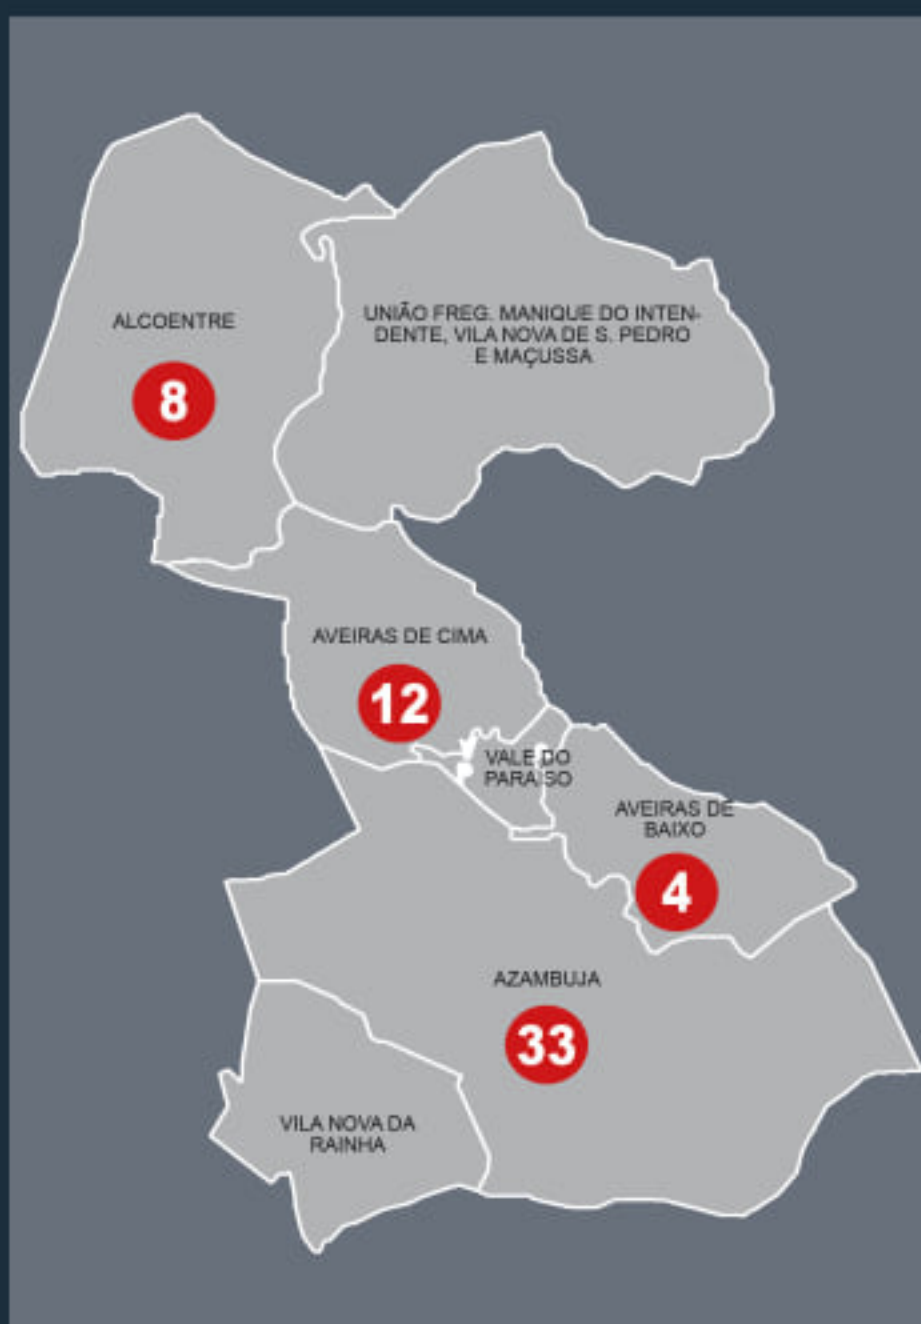 ALCOENTRE
8
UNIÃO FREG. MANIQUE DO INTEN-
DENTE, VILA NOVA DE S. PEDRO
E MAÇUSSA
AVEIRAS DE CIMA
12
VALE DO
PARAISO
AVEIRAS DE
BAIXO
4
AZAMBUJA
33
VILA NOVA DA
RAINHA